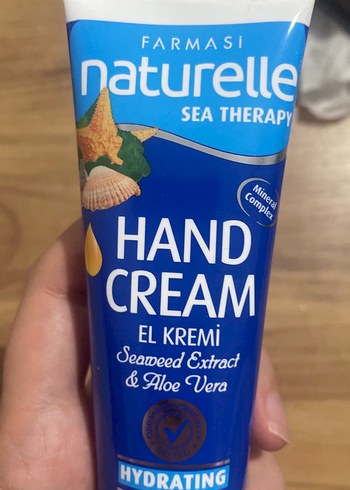 FARMASi
naturelle
SEA THERAPY
Mineral
Complex
HAND
CREAM
EL KREMİ
Seaweed Extract
& Aloe Vera
HYDRATING